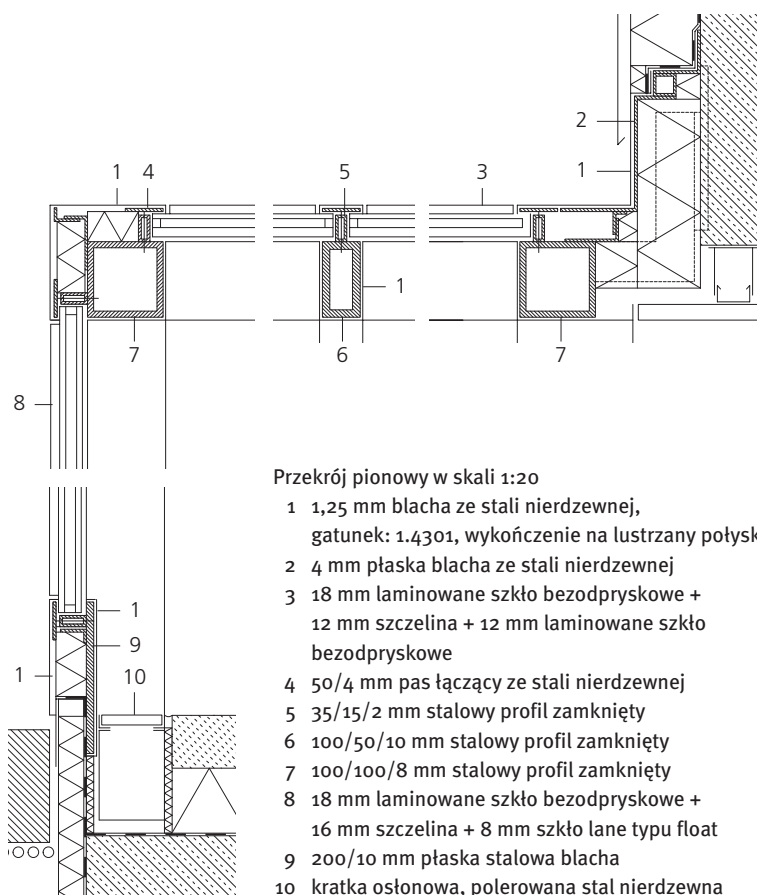 2
1
1
4
5
3
1
7
6
7
8
1
9
1
10
Przekrój pionowy w skali 1:20
1 1,25 mm blacha ze stali nierdzewnej,
gatunek: 1.4301, wykończenie na lustrzany połysk
2 4 mm płaska blacha ze stali nierdzewnej
3 18 mm laminowane szkło bezodpryskowe +
12 mm szczelina + 12 mm laminowane szkło
bezodpryskowe
4 50/4 mm pas łączący ze stali nierdzewnej
5 35/15/2 mm stalowy profil zamknięty
6 100/50/10 mm stalowy profil zamknięty
7 100/100/8 mm stalowy profil zamknięty
8 18 mm laminowane szkło bezodpryskowe +
16 mm szczelina + 8 mm szkło lane typu float
9 200/10 mm płaska stalowa blacha
10 kratka osłonowa, polerowana stal nierdzewna